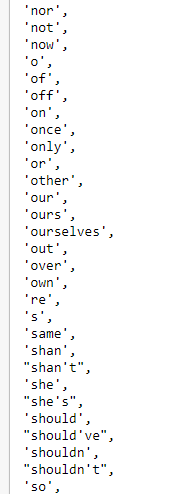 'nor',
'not',
'now',
'o',
'of',
'off',
'on',
'once',
'only',
'or',
'other',
'our',
'ours',
'ourselves',
'out',
'over',
'own',
're',
's',
'same',
'shan',
"shan't",
'she',
"she's",
'should',
"should've",
'shouldn',
"shouldn't",
'so',